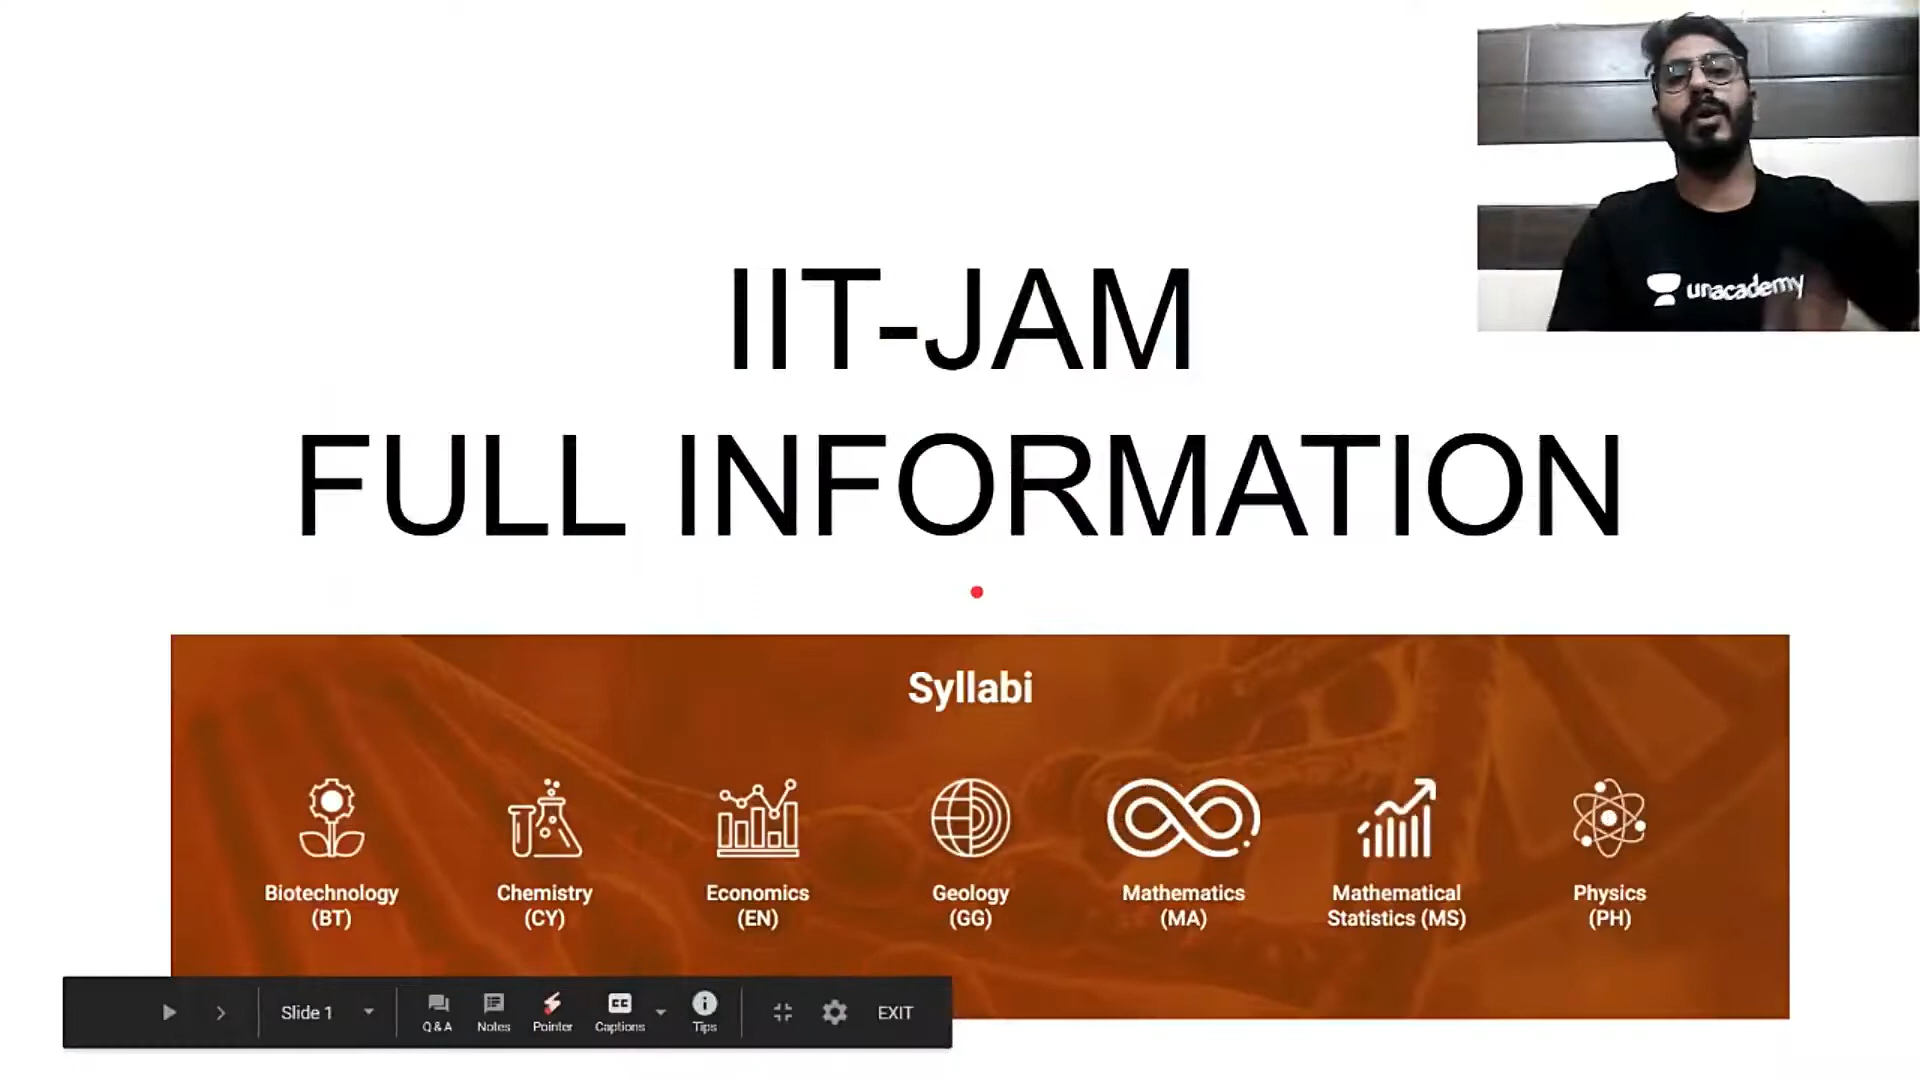 unacademy
IIT-JAM
FULL INFORMATION
Syllabi
Biotechnology
(BT)
Chemistry
(CY)
Economics
(EN)
Geology
(GG)
Mathematics
(MA)
Mathematical
Statistics (MS)
Physics
(PH)
Slide 1
Q & A
Notes
Pointer
CC
Captions
Tips
EXIT